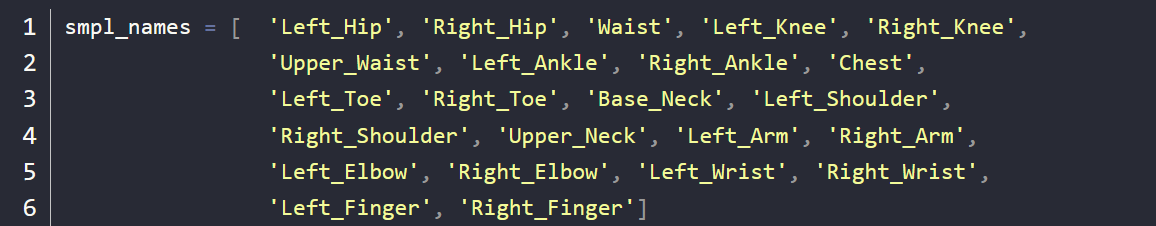 1 smpl_names = [ 'Left_Hip', 'Right_Hip', 'Waist', 'Left_Knee', 'Right_Knee',
2 'Upper_Waist', 'Left_Ankle', 'Right_Ankle', 'Chest',
3 'Left_Toe', 'Right_Toe', 'Base_Neck', 'Left_Shoulder',
4 'Right_Shoulder', 'Upper_Neck', 'Left_Arm', 'Right_Arm',
5 'Left_Elbow', 'Right_Elbow', 'Left_Wrist', 'Right_Wrist',
6 'Left_Finger', 'Right_Finger']